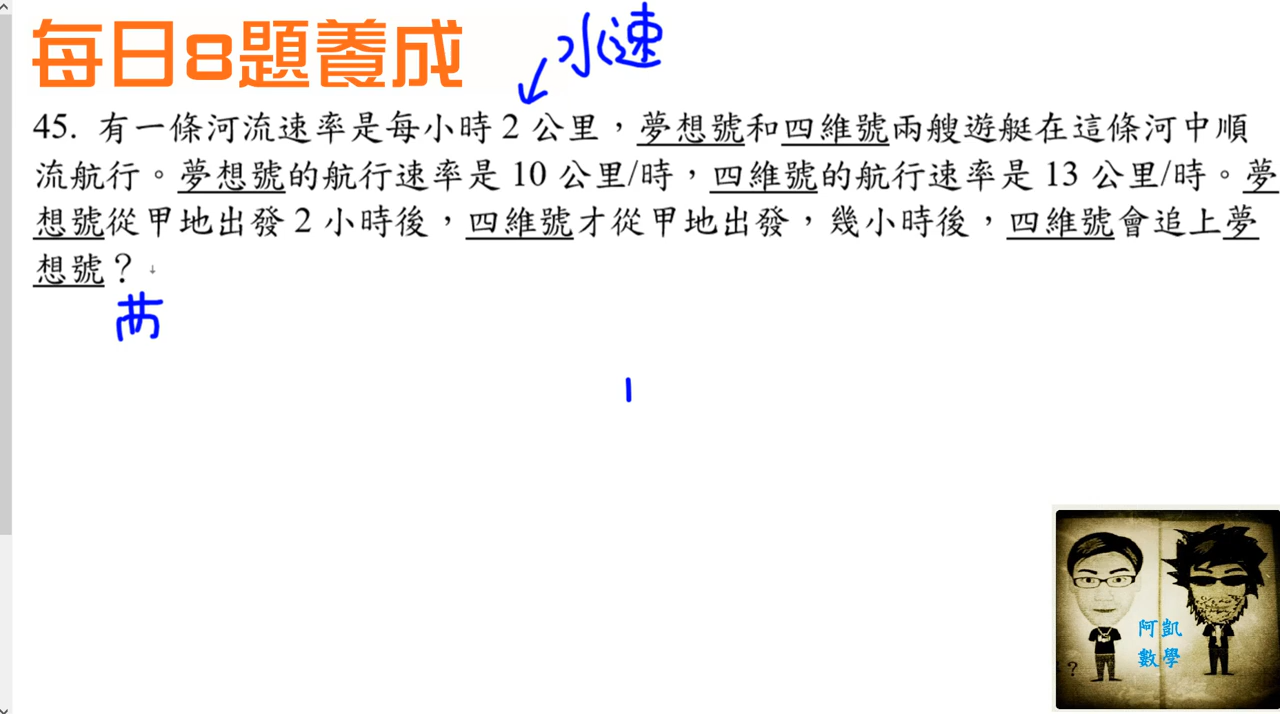 每日8題養成
水速
45. 有一條河流速率是每小時 2 公里，夢想號和四維號兩艘遊艇在這條河中順
流航行。夢想號的航行速率是 10 公里/時，四維號的航行速率是 13 公里/時。夢
想號從甲地出發 2 小時後，四維號才從甲地出發，幾小時後，四維號會追上夢
想號？
阿凱
數學
？